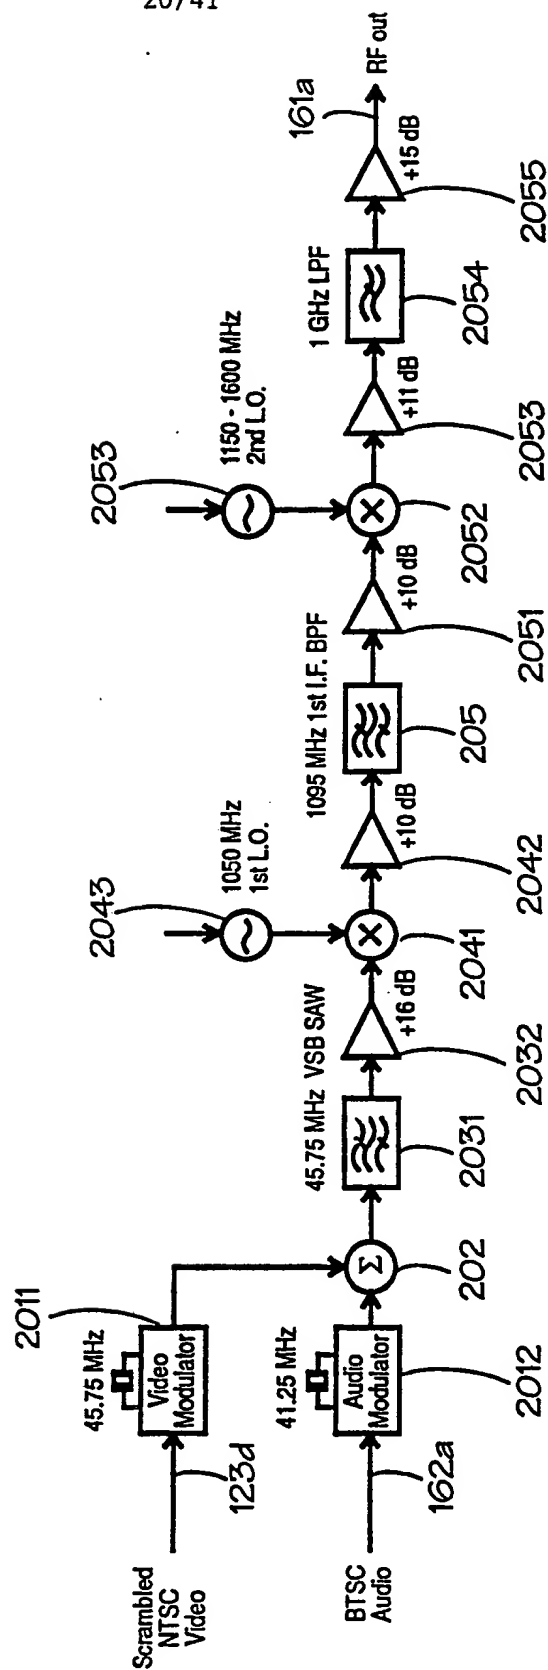 20/41
Scrambled
NTSC
Video
123d
45.75 MHz
Video
Modulator
2011
BTSC
Audio
162a
41.25 MHz
Audio
Modulator
2012
Σ
202
45.75 MHz VSB SAW
2031
+16 dB
2032
2043
1050 MHz
1st L.O.
X
2041
+10 dB
2042
1095 MHz 1st I.F. BPF
205
+10 dB
2051
2053
1150 - 1600 MHz
2nd L.O.
X
2052
+11 dB
2053
1 GHz LPF
2054
+15 dB
2055
161a
RF out